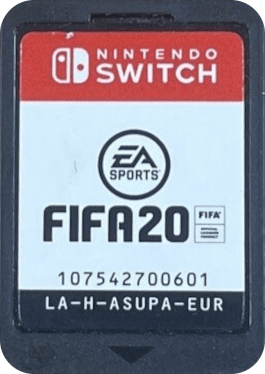 NINTENDO
SWITCH
EA
SPORTS
FIFA20
FIFA
OFFICIAL
LICENSED
PRODUCT
107542700601
LA-H-ASUPA-EUR